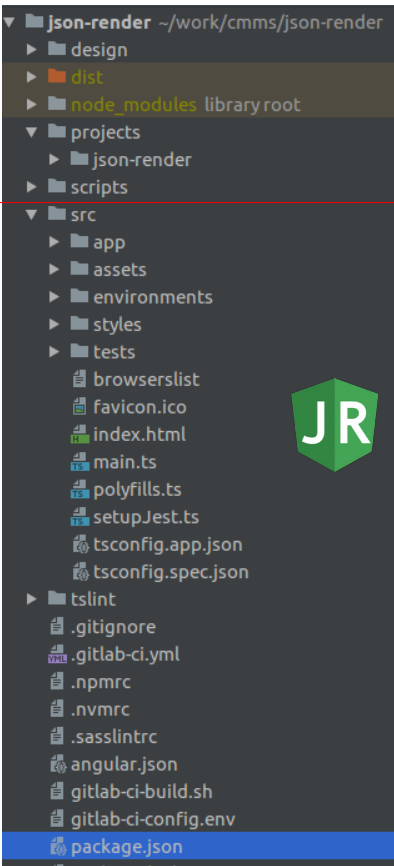 json-render ~/work/cmms/json-render
design
dist
node_modules library root
projects
json-render
scripts
src
app
assets
environments
styles
tests
browserslist
favicon.ico
index.html
main.ts
polyfills.ts
setupJest.ts
tsconfig.app.json
tsconfig.spec.json
JR
tslint
.gitignore
.gitlab-ci.yml
.npmrc
.nvmrc
.sasslintrc
angular.json
gitlab-ci-build.sh
gitlab-ci-config.env
package.json